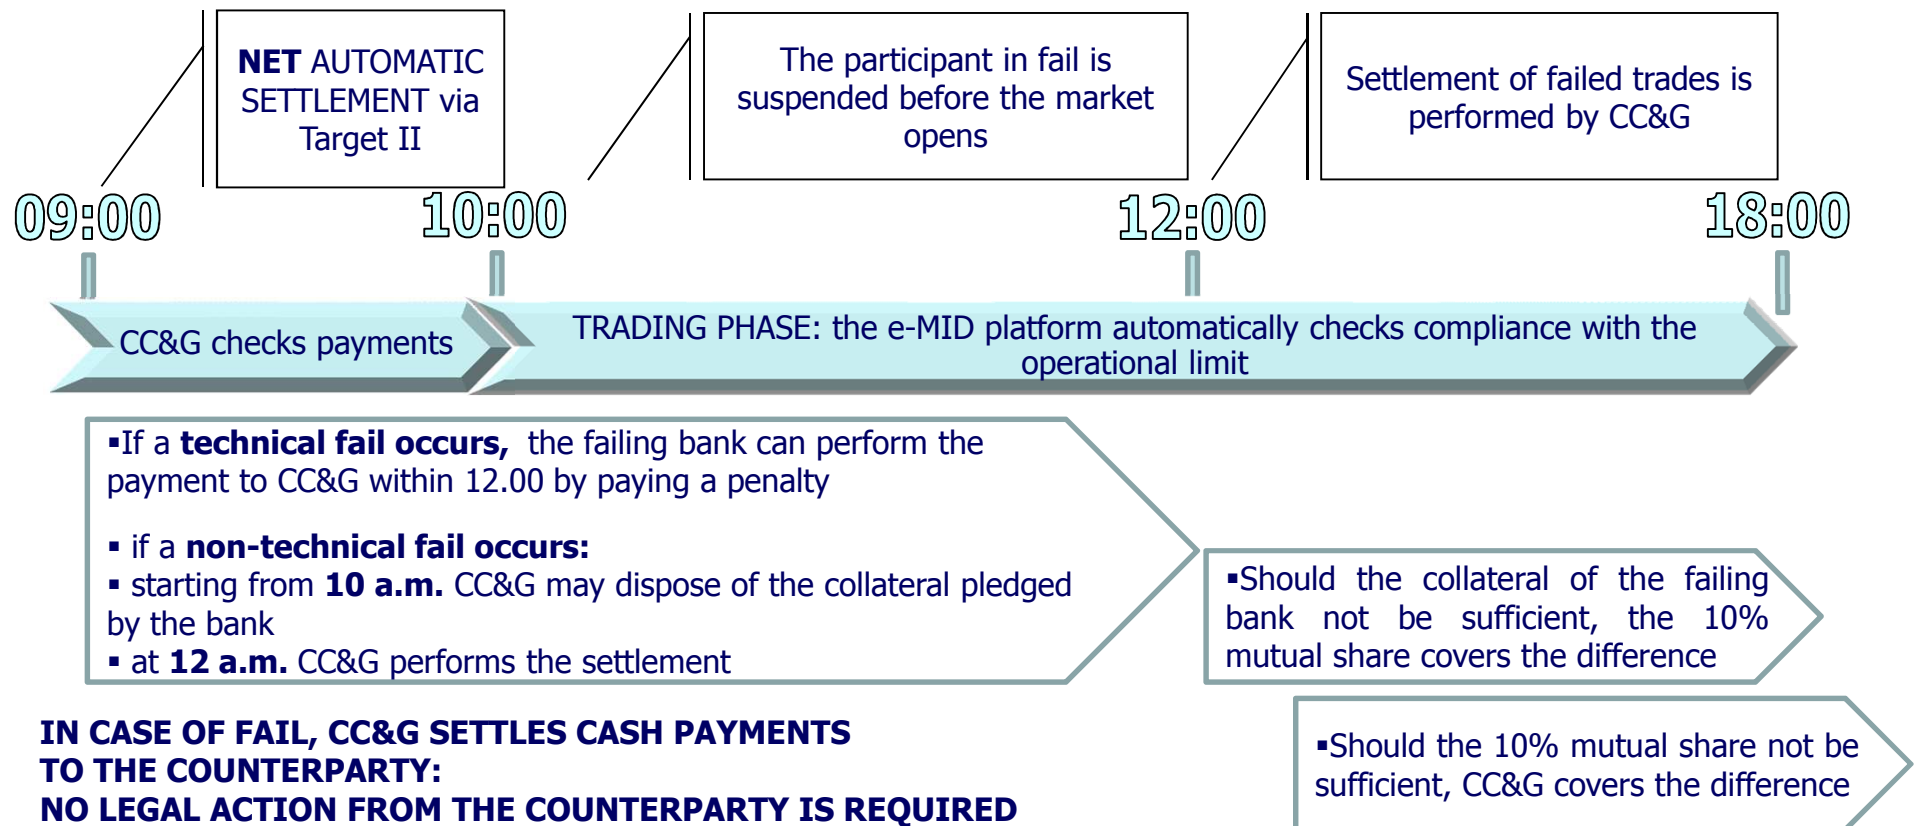 NET AUTOMATIC
SETTLEMENT via
Target II
The participant in fail is
suspended before the market
opens
Settlement of failed trades is
performed by CC&G
09:00
10:00
12:00
18:00
CC&G checks payments
TRADING PHASE: the e-MID platform automatically checks compliance with the
operational limit
▪If a technical fail occurs, the failing bank can perform the
payment to CC&G within 12.00 by paying a penalty
▪ if a non-technical fail occurs:
▪ starting from 10 a.m. CC&G may dispose of the collateral pledged
by the bank
▪ at 12 a.m. CC&G performs the settlement
▪Should the collateral of the failing
bank not be sufficient, the 10%
mutual share covers the difference
▪Should the 10% mutual share not be
sufficient, CC&G covers the difference
IN CASE OF FAIL, CC&G SETTLES CASH PAYMENTS
TO THE COUNTERPARTY:
NO LEGAL ACTION FROM THE COUNTERPARTY IS REQUIRED